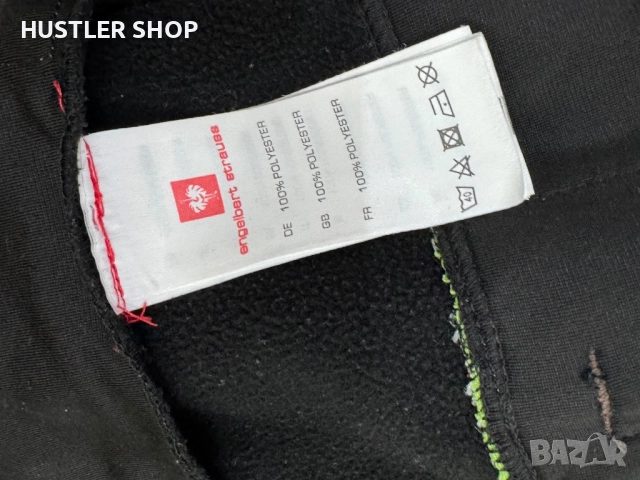 HUSTLER SHOP
engelbert strauss
DE 100% POLYESTER
GB 100% POLYESTER
FR 100% POLYESTER
40
BAZAR